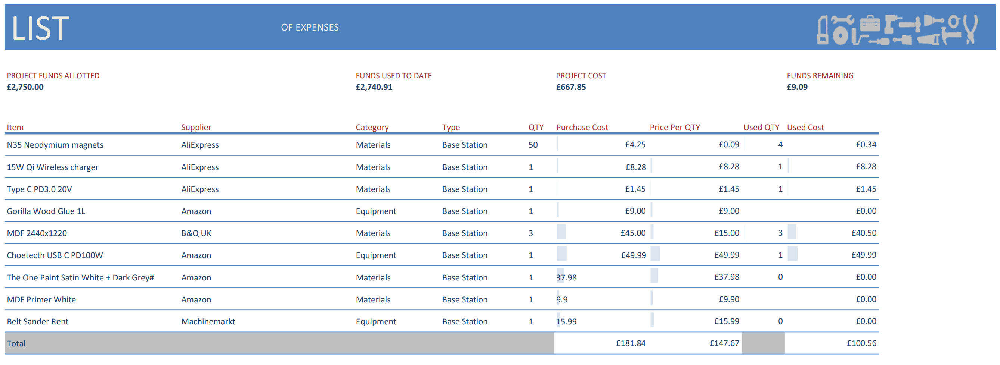 LIST OF EXPENSES
PROJECT FUNDS ALLOTTED FUNDS USED TO DATE PROJECT COST FUNDS REMAINING
£2,750.00 £2,740.91 £667.85 £9.09
Item Supplier Category Type QTY Purchase Cost Price Per QTY Used QTY Used Cost
N35 Neodymium magnets AliExpress Materials Base Station 50 £4.25 £0.09 4 £0.34
15W Qi Wireless charger AliExpress Materials Base Station 1 £8.28 £8.28 1 £8.28
Type C PD3.0 20V AliExpress Materials Base Station 1 £1.45 £1.45 1 £1.45
Gorilla Wood Glue 1L Amazon Equipment Base Station 1 £9.00 £9.00 £0.00
MDF 2440x1220 B&Q UK Materials Base Station 3 £45.00 £15.00 3 £40.50
Choetecth USB C PD100W Amazon Equipment Base Station 1 £49.99 £49.99 1 £49.99
The One Paint Satin White + Dark Grey# Amazon Materials Base Station 1 37.98 £37.98 0 £0.00
MDF Primer White Amazon Materials Base Station 1 9.9 £9.90 £0.00
Belt Sander Rent Machinemarkt Equipment Base Station 1 15.99 £15.99 0 £0.00
Total £181.84 £147.67 £100.56